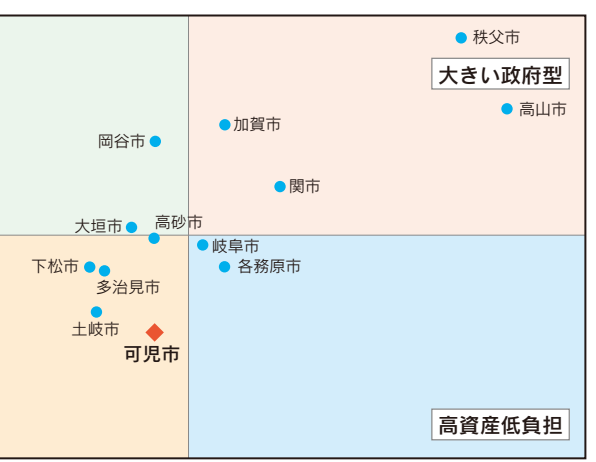 秩父市
大きい政府型
高山市
加賀市
岡谷市
関市
高砂市
大垣市
岐阜市
下松市
各務原市
多治見市
土岐市
可児市
高資産低負担